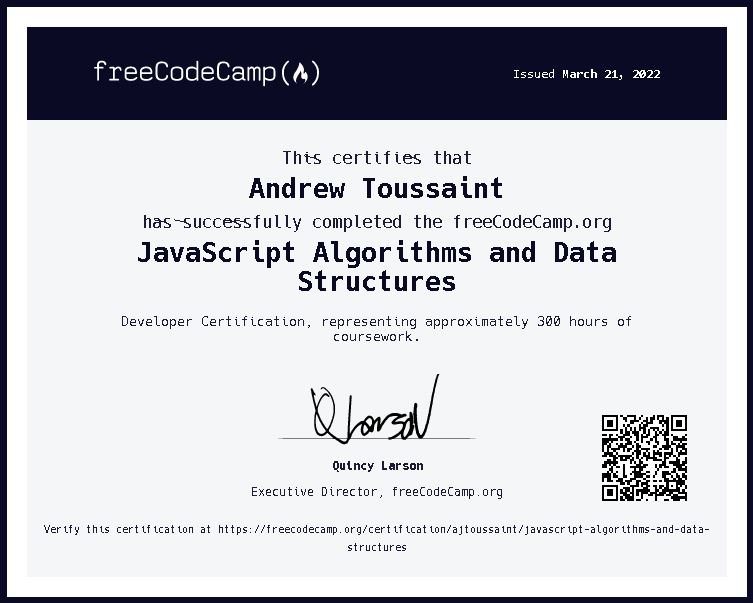 freeCodeCamp(🔥)
Issued March 21, 2022
This certifies that
Andrew Toussaint
has successfully completed the freeCodeCamp.org
JavaScript Algorithms and Data
Structures
Developer Certification, representing approximately 300 hours of
coursework.
QLarson
Quincy Larson
Executive Director, freeCodeCamp.org
Verify this certification at https://freecodecamp.org/certification/ajtoussaint/javascript-algorithms-and-data-
structures